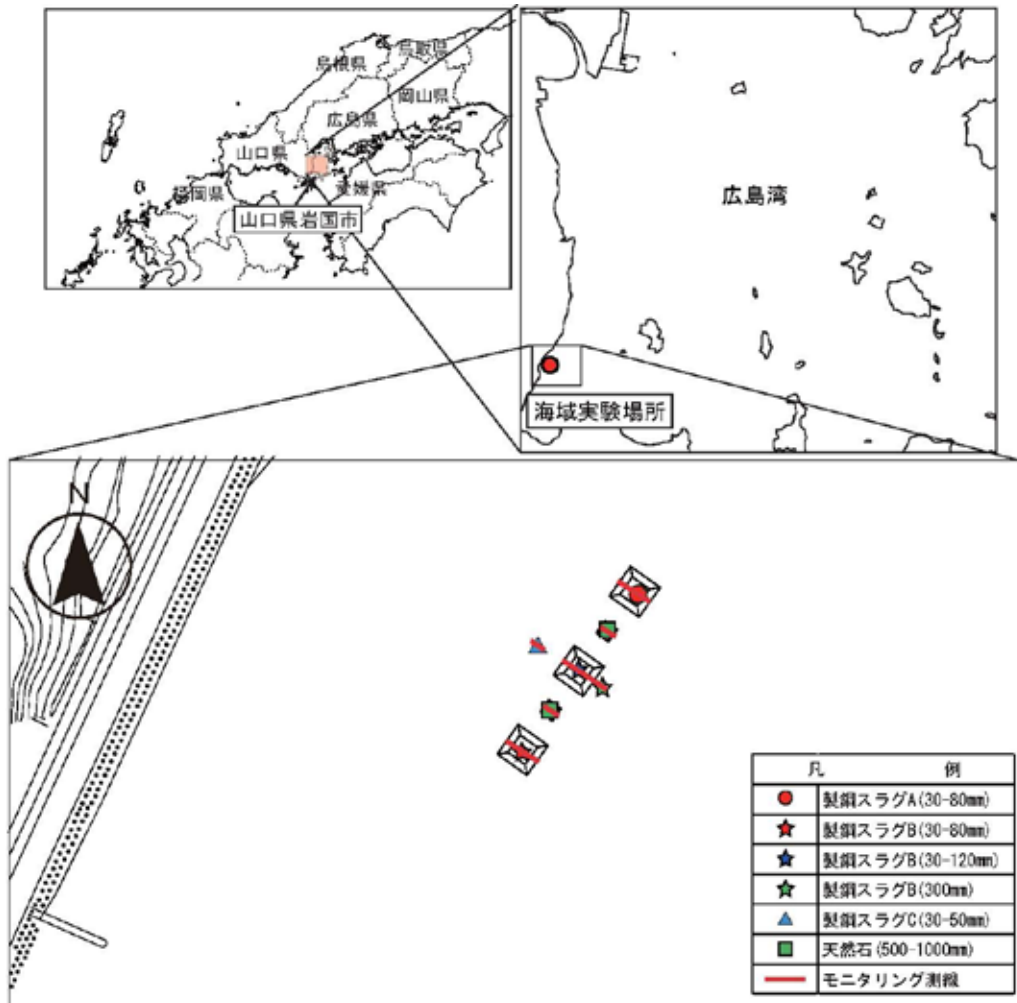 島根県
鳥取県
岡山県
広島県
山口県
愛媛県
福岡県
山口県岩国市
広島湾
海域実験場所
N
凡 例
製鋼スラグA(30-80mm)
製鋼スラグB(30-80mm)
製鋼スラグB(30-120mm)
製鋼スラグB(300mm)
製鋼スラグC(30-50mm)
天然石(500-1000mm)
モニタリング測線